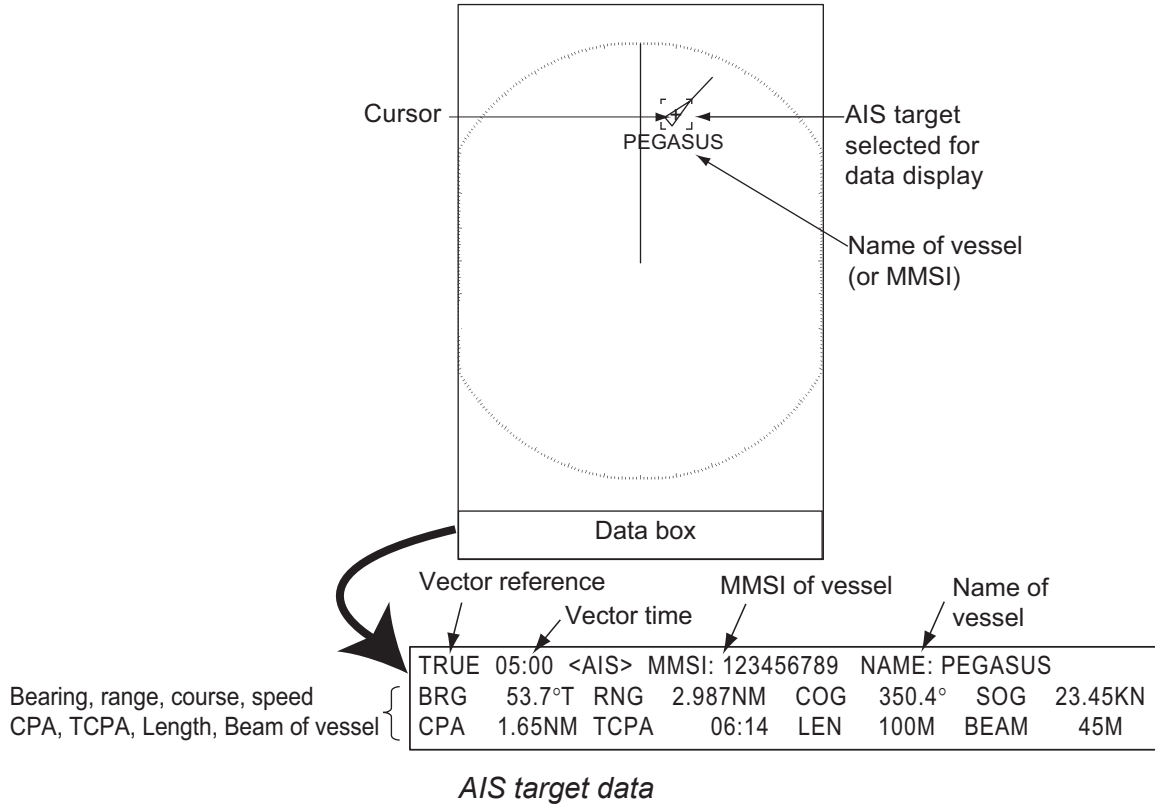 Cursor
PEGASUS
AIS target
selected for
data display
Name of vessel
(or MMSI)
Data box
Vector reference
Vector time
MMSI of vessel
Name of
vessel
TRUE 05:00 <AIS> MMSI: 123456789 NAME: PEGASUS
Bearing, range, course, speed
BRG 53.7°T RNG 2.987NM COG 350.4° SOG 23.45KN
CPA, TCPA, Length, Beam of vessel
CPA 1.65NM TCPA 06:14 LEN 100M BEAM 45M
AIS target data